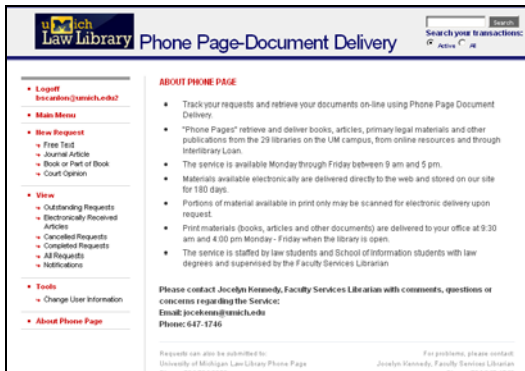 u Mich
Law Library
Phone Page-Document Delivery
Search
Search your transactions:
Active All
Logoff
bscanlon@umich.edu?
Main Menu
New Request
Free Text
Journal Article
Book or Part of Book
Court Opinion
View
Outstanding Requests
Electronically Received
Articles
Cancelled Requests
Completed Requests
All Requests
Notifications
Tools
Change User Information
About Phone Page
ABOUT PHONE PAGE
Track your requests and retrieve your documents on-line using Phone Page Document
Delivery.
"Phone Pages" retrieve and deliver books, articles, primary legal materials and other
publications from the 29 libraries on the UM campus, from online resources and through
Interlibrary Loan.
The service is available Monday through Friday between 9 am and 5 pm.
Materials available electronically are delivered directly to the web and stored on our site
for 180 days.
Portions of material available in print only may be scanned for electronic delivery upon
request.
Print materials (books, articles and other documents) are delivered to your office at 9:30
am and 4:00 pm Monday - Friday when the library is open.
The service is staffed by law students and School of Information students with law
degrees and supervised by the Faculty Services Librarian
Please contact Jocelyn Kennedy, Faculty Services Librarian with comments, questions or
concerns regarding the Service:
Email: jocekenn@umich.edu
Phone: 647-1746
Requests can also be submitted to:
University of Michigan Law Library Phone Page
For problems, please contact:
Jocelyn Kennedy, Faculty Services Librarian